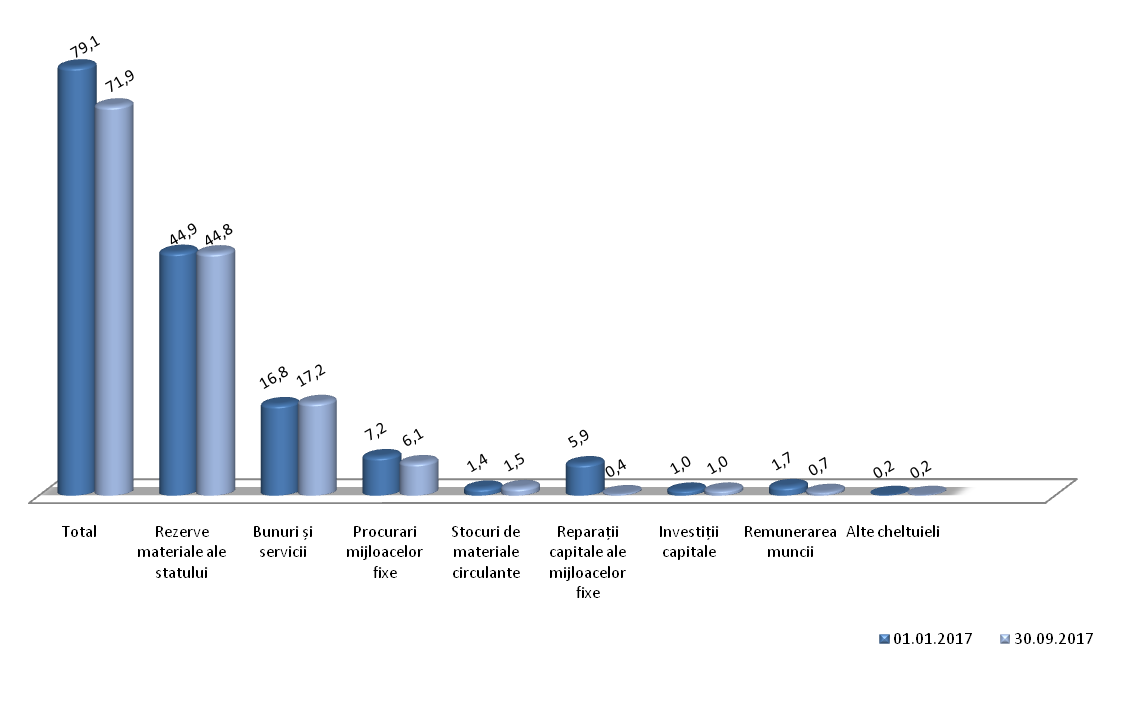 79,1
71,9
44,9
44,8
16,8
17,2
7,2
6,1
1,4
1,5
5,9
0,4
1,0
1,0
1,7
0,7
0,2
0,2
Total
Rezerve
materiale ale
statului
Bunuri și
servicii
Procurari
mijloacelor
fixe
Stocuri de
materiale
circulante
Reparații
capitale ale
mijloacelor
fixe
Investiții
capitale
Remunerarea
muncii
Alte cheltuieli
01.01.2017
30.09.2017